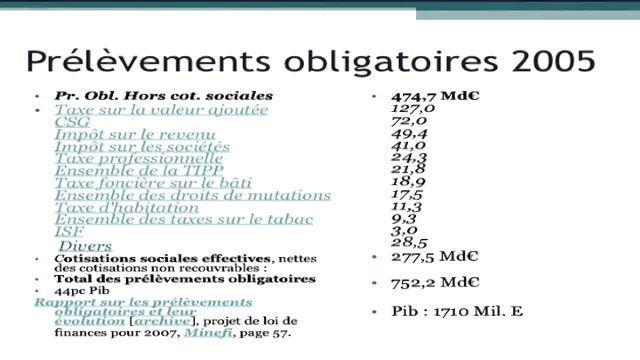 Prélèvements obligatoires 2005
• Pr. Obl. Hors cot. sociales
• Taxe sur la valeur ajoutée
CSG
Impôt sur le revenu
Impôt sur les sociétés
Taxe professionnelle
Ensemble de la TIPP
Taxe foncière sur le bâti
Ensemble des droits de mutations
Taxe d'habitation
Ensemble des taxes sur le tabac
ISF
Divers
• Cotisations sociales effectives, nettes
des cotisations non recouvrables :
• Total des prélèvements obligatoires
• 44pc Pib
Rapport sur les prélèvements
obligatoires et leur
évolution [archive], projet de loi de
finances pour 2007, Minefi, page 57.
• 474,7 Md€
127,0
72,0
49,4
41,0
24,3
21,8
18,9
17,5
11,3
9,3
3,0
28,5
• 277,5 Md€
• 752,2 Md€
• Pib : 1710 Mil. E